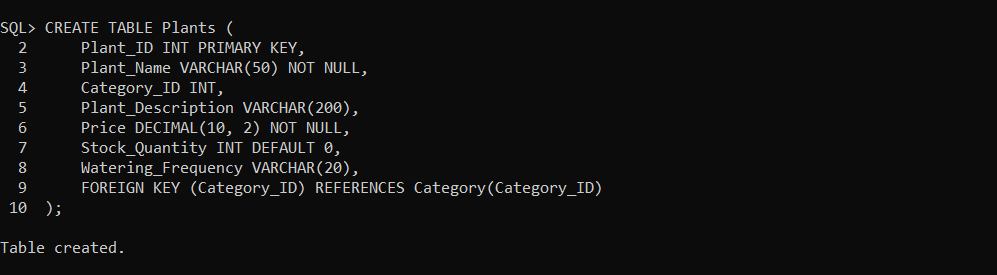 SQL> CREATE TABLE Plants (
  2      Plant_ID INT PRIMARY KEY,
  3      Plant_Name VARCHAR(50) NOT NULL,
  4      Category_ID INT,
  5      Plant_Description VARCHAR(200),
  6      Price DECIMAL(10, 2) NOT NULL,
  7      Stock_Quantity INT DEFAULT 0,
  8      Watering_Frequency VARCHAR(20),
  9      FOREIGN KEY (Category_ID) REFERENCES Category(Category_ID)
 10  );
Table created.